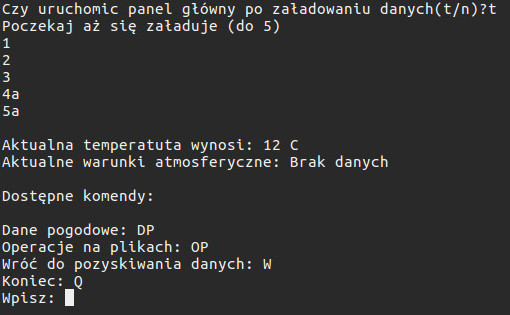 Czy uruchomic panel główny po załadowaniu danych(t/n)?t
Poczekaj aż się załaduje (do 5)
1
2
3
4a
5a
Aktualna temperatuta wynosi: 12 C
Aktualne warunki atmosferyczne: Brak danych
Dostępne komendy:
Dane pogodowe: DP
Operacje na plikach: OP
Wróć do pozyskiwania danych: W
Koniec: Q
Wpisz: